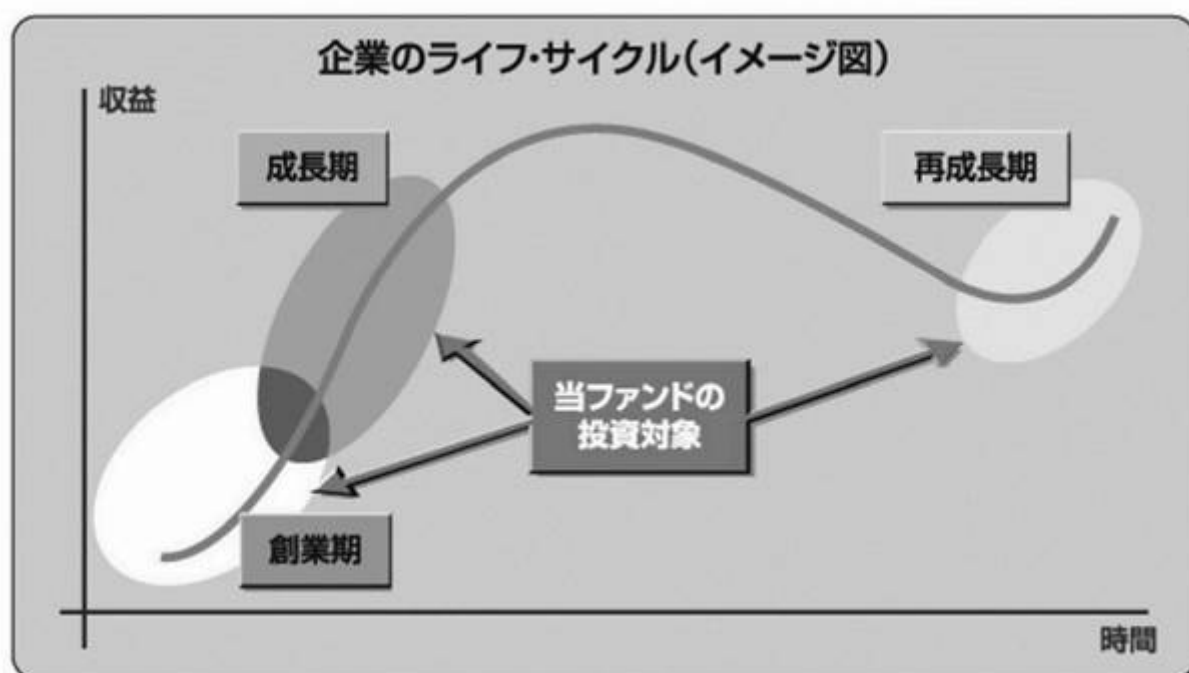 企業のライフ・サイクル(イメージ図)
収益
成長期
再成長期
当ファンドの
投資対象
創業期
時間